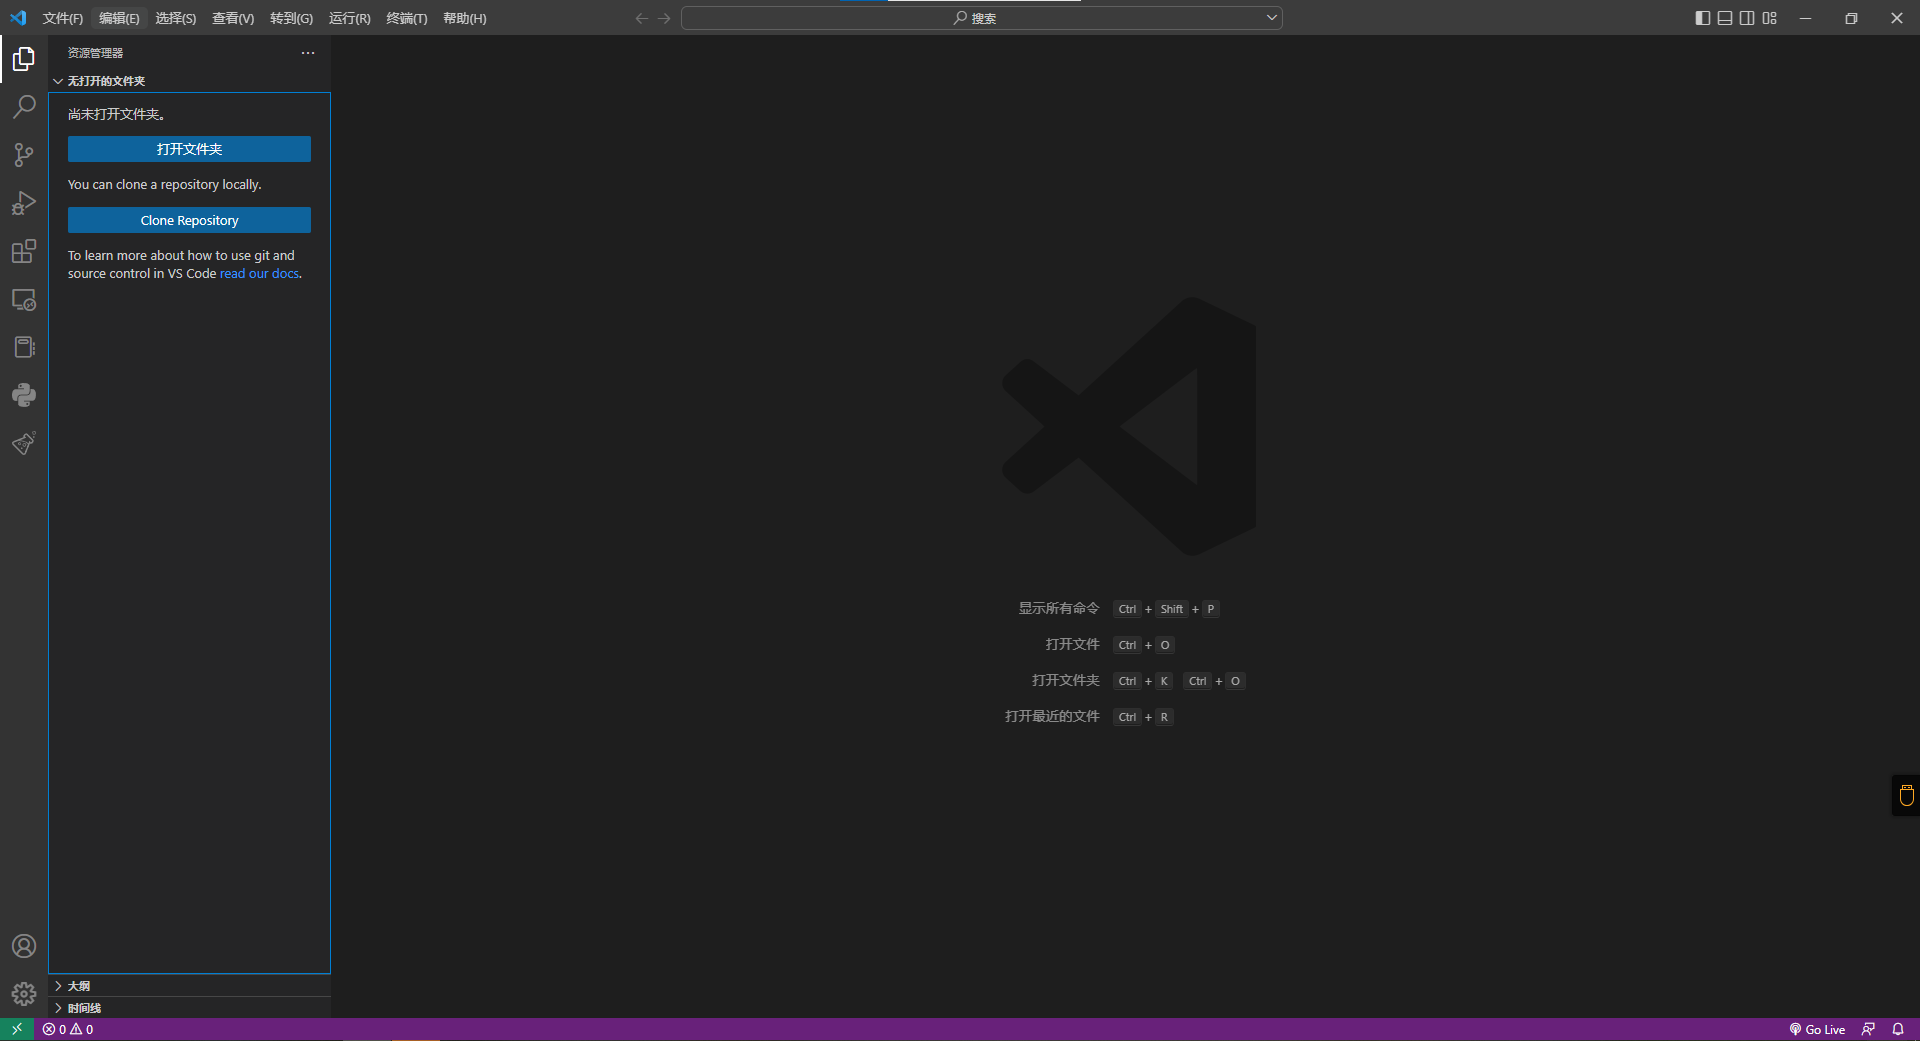 文件(F) 编辑(E) 选择(S) 查看(V) 转到(G) 运行(R) 终端(T) 帮助(H) 搜索
资源管理器
无打开的文件夹
尚未打开文件夹。
打开文件夹
You can clone a repository locally.
Clone Repository
To learn more about how to use git and
source control in VS Code read our docs.
显示所有命令 Ctrl + Shift + P
打开文件 Ctrl + O
打开文件夹 Ctrl + K Ctrl + O
打开最近的文件 Ctrl + R
大纲
时间线
0 0 Go Live